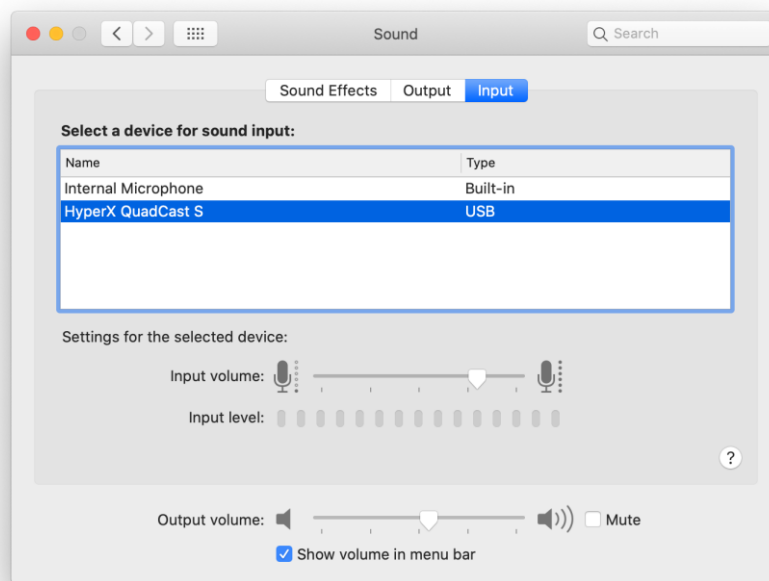 Sound
Search
Sound Effects Output Input
Select a device for sound input:
Name Type
Internal Microphone Built-in
HyperX QuadCast S USB
Settings for the selected device:
Input volume:
Input level:
?
Output volume: Mute
Show volume in menu bar